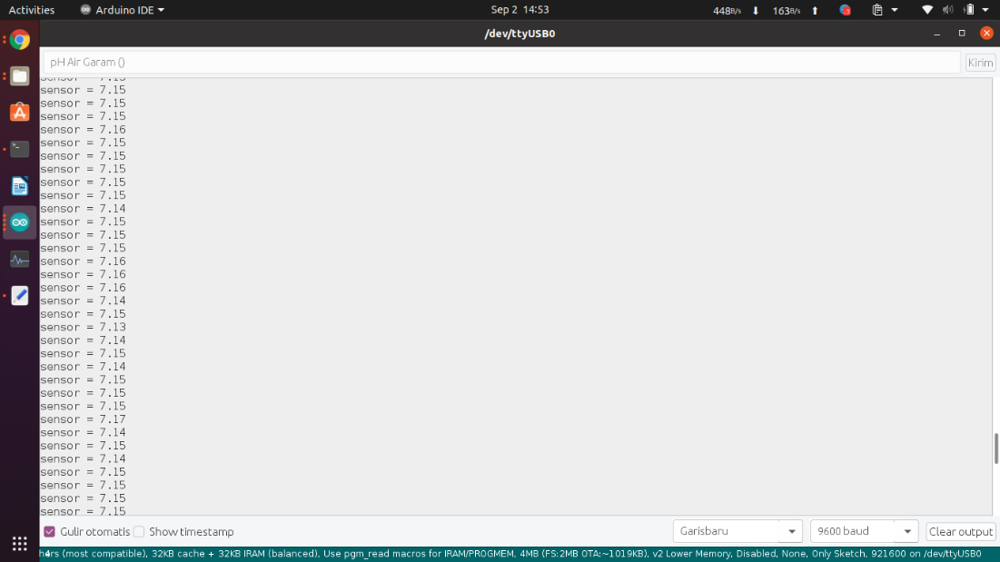 Activities
Arduino IDE
Sep 2 14:53
448B/s
163B/s
/dev/ttyUSB0
pH Air Garam ()
Kirim
sensor = 7.15
sensor = 7.15
sensor = 7.15
sensor = 7.15
sensor = 7.16
sensor = 7.15
sensor = 7.15
sensor = 7.15
sensor = 7.15
sensor = 7.15
sensor = 7.14
sensor = 7.15
sensor = 7.15
sensor = 7.15
sensor = 7.16
sensor = 7.16
sensor = 7.16
sensor = 7.14
sensor = 7.15
sensor = 7.13
sensor = 7.14
sensor = 7.15
sensor = 7.14
sensor = 7.15
sensor = 7.15
sensor = 7.15
sensor = 7.17
sensor = 7.14
sensor = 7.15
sensor = 7.14
sensor = 7.15
sensor = 7.15
sensor = 7.15
sensor = 7.15
Gulir otomatis
Show timestamp
Garisbaru
9600 baud
Clear output
(most compatible), 32KB cache + 32KB IRAM (balanced), Use pgm_read macros for IRAM/PROGMEM, 4MB (FS:2MB OTA:~1019KB), v2 Lower Memory, Disabled, None, Only Sketch, 921600 on /dev/ttyUSB0